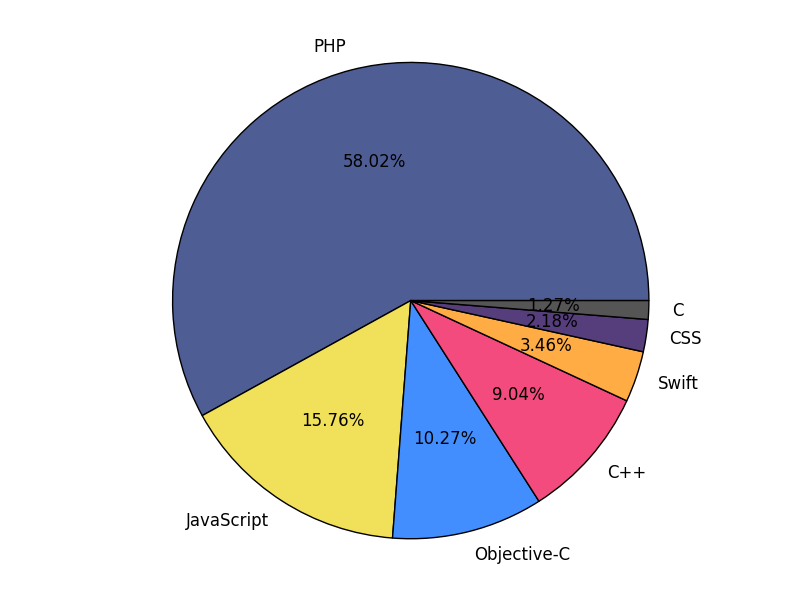 PHP
58.02%
1.27%
C
2.18%
CSS
3.46%
Swift
9.04%
15.76%
10.27%
C++
JavaScript
Objective-C